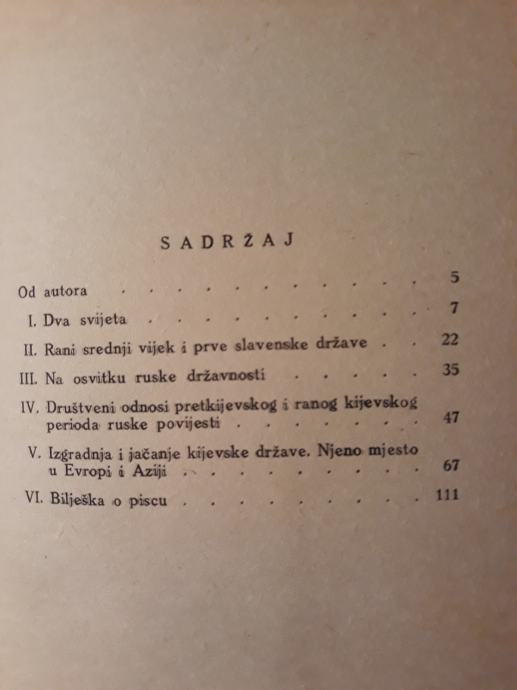 SADRŽAJ
Od autora . . . . . . . . . . 5
I. Dva svijeta . . . . . . . . . . 7
II. Rani srednji vijek i prve slavenske države . . 22
III. Na osvitku ruske državnosti . . . . . 35
IV. Društveni odnosi pretkijevskog i ranog kijevskog
perioda ruske povijesti . . . . . . . 47
V. Izgradnja i jačanje kijevske države. Njeno mjesto
u Evropi i Aziji . . . . . . . . . 67
VI. Bilješka o piscu . . . . . . . . . 111